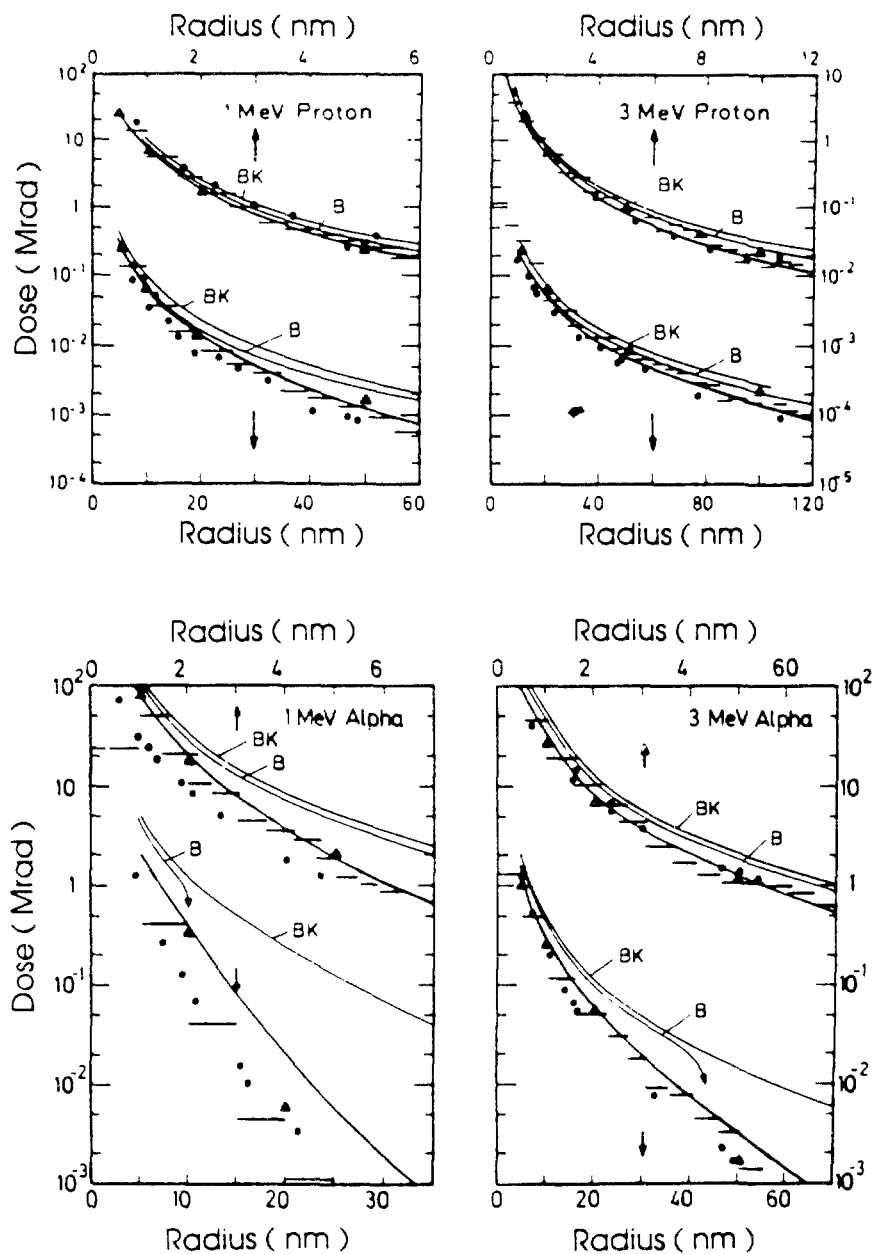 Radius ( nm )
0 2 4 6
Radius ( nm )
0 4 8 12
Dose ( Mrad )
10² 10 1 10⁻¹ 10⁻² 10⁻³ 10⁻⁴
1 MeV Proton
BK
B
BK
B
0 20 40 60
Radius ( nm )
3 MeV Proton
BK
B
BK
B
10 1 10⁻¹ 10⁻² 10⁻³ 10⁻⁴ 10⁻⁵
0 40 80 120
Radius ( nm )
Radius ( nm )
0 2 4 6
Radius ( nm )
0 2 4 60
Dose ( Mrad )
10² 10 1 10⁻¹ 10⁻² 10⁻³
1 MeV Alpha
BK
B
B
BK
0 10 20 30
Radius ( nm )
3 MeV Alpha
BK
B
BK
B
10² 10 1 10⁻¹ 10⁻² 10⁻³
0 20 40 60
Radius ( nm )